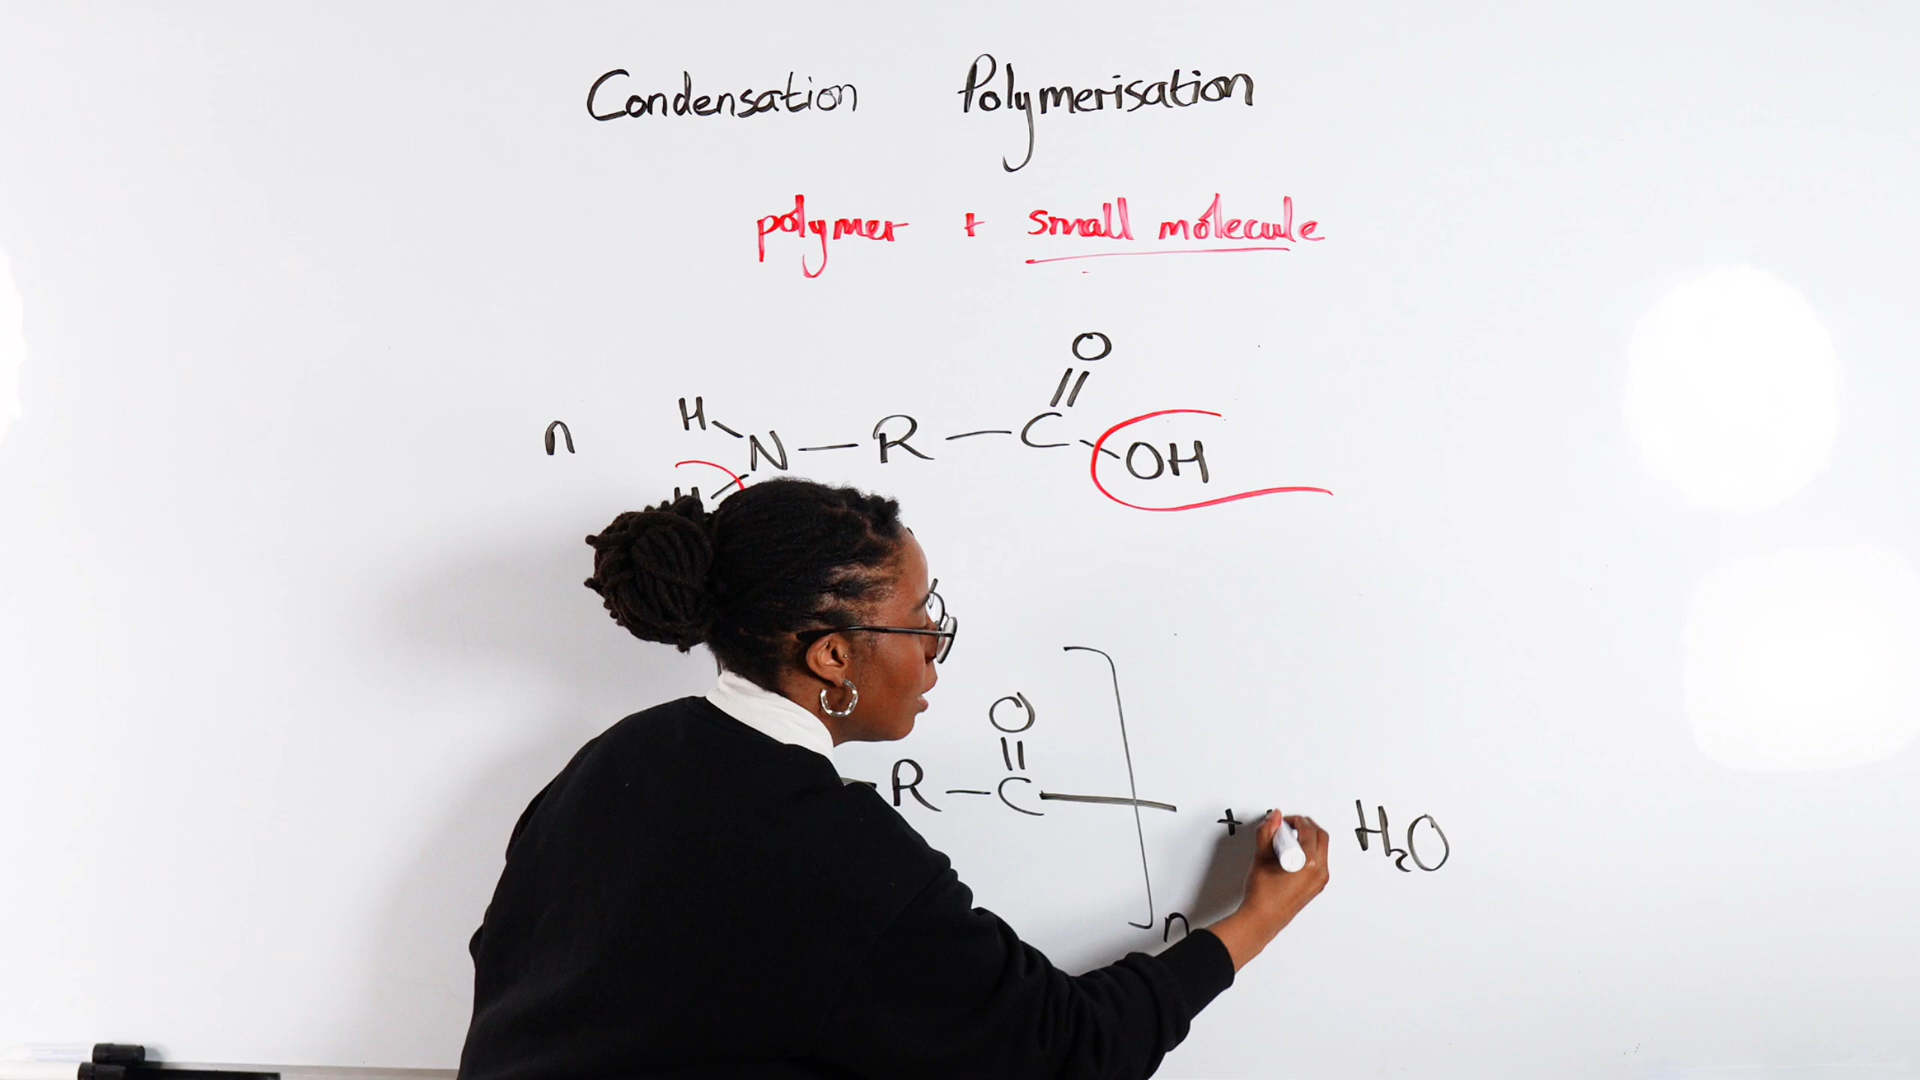 Condensation Polymerisation
polymer + small molecule
O
H
n N — R — C OH
H
O
R — C
+ H₂O
n